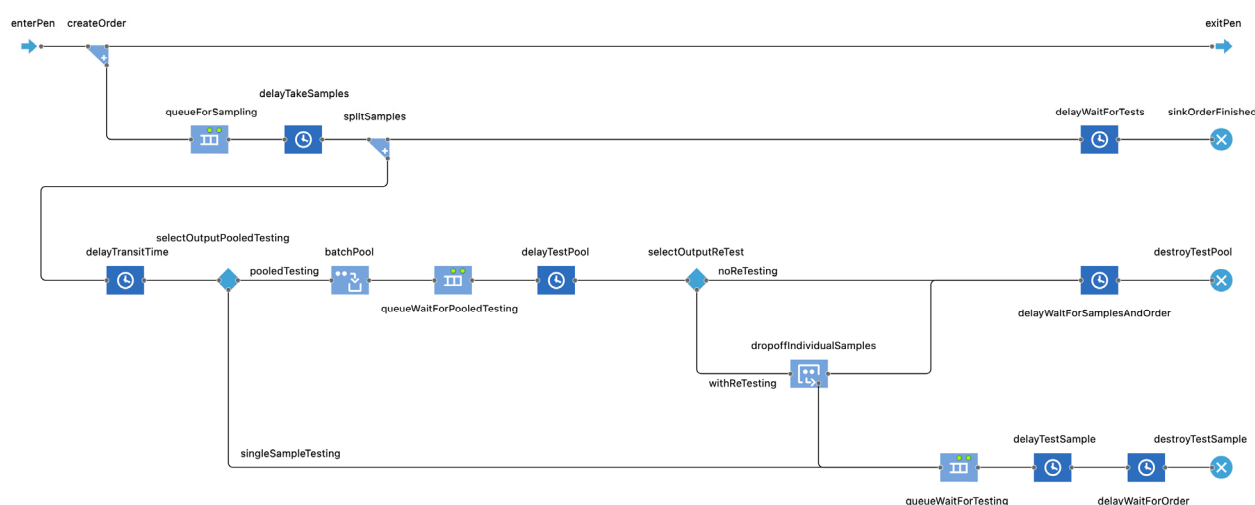 enterPen
createOrder
exitPen
delayTakeSamples
queueForSampling
splitSamples
delayWaitForTests
sinkOrderFinished
selectOutputPooledTesting
delayTransitTime
batchPool
delayTestPool
selectOutputReTest
destroyTestPool
pooledTesting
noReTesting
queueWaitForPooledTesting
delayWaitForSamplesAndOrder
dropoffIndividualSamples
withReTesting
singleSampleTesting
delayTestSample
destroyTestSample
queueWaitForTesting
delayWaitForOrder